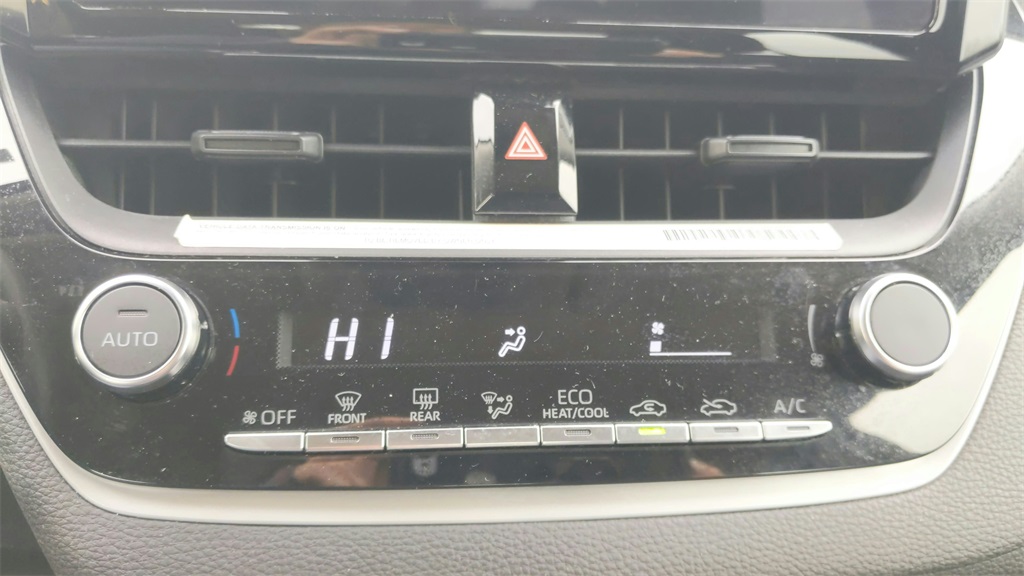 AUTO
HI
OFF
FRONT
REAR
ECO
HEAT/COOL
A/C